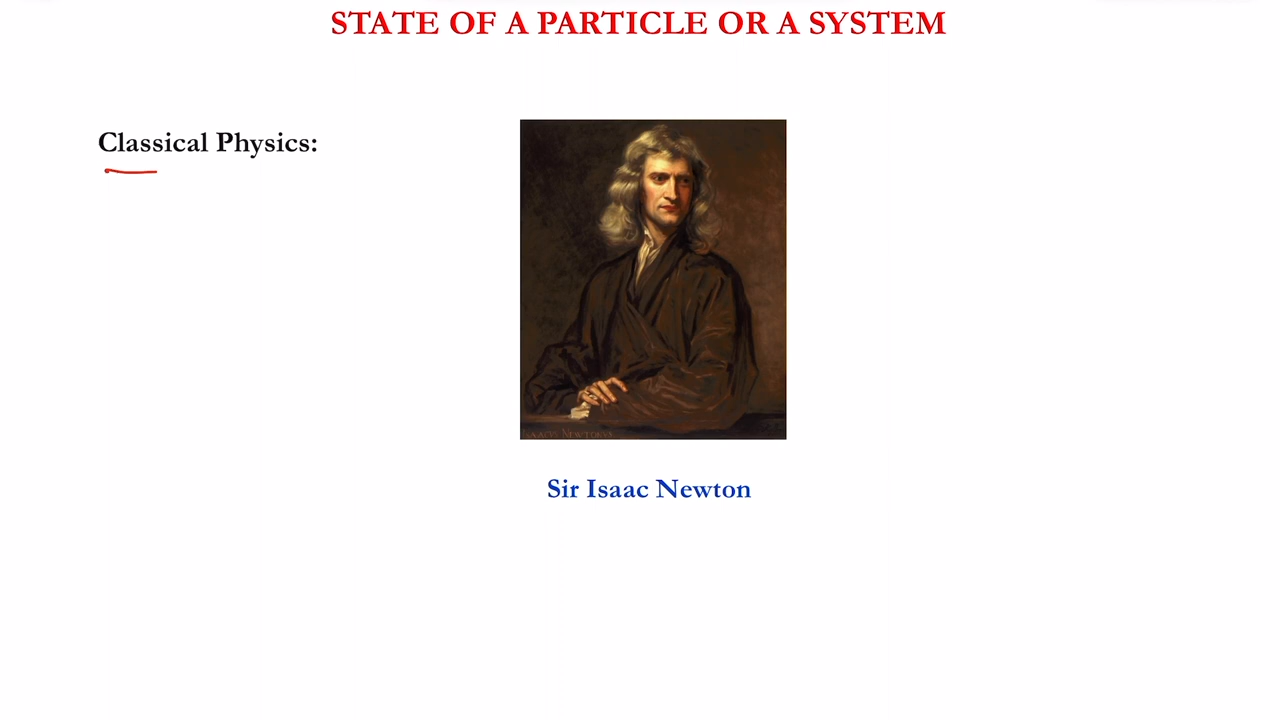 STATE OF A PARTICLE OR A SYSTEM
Classical Physics:
Sir Isaac Newton